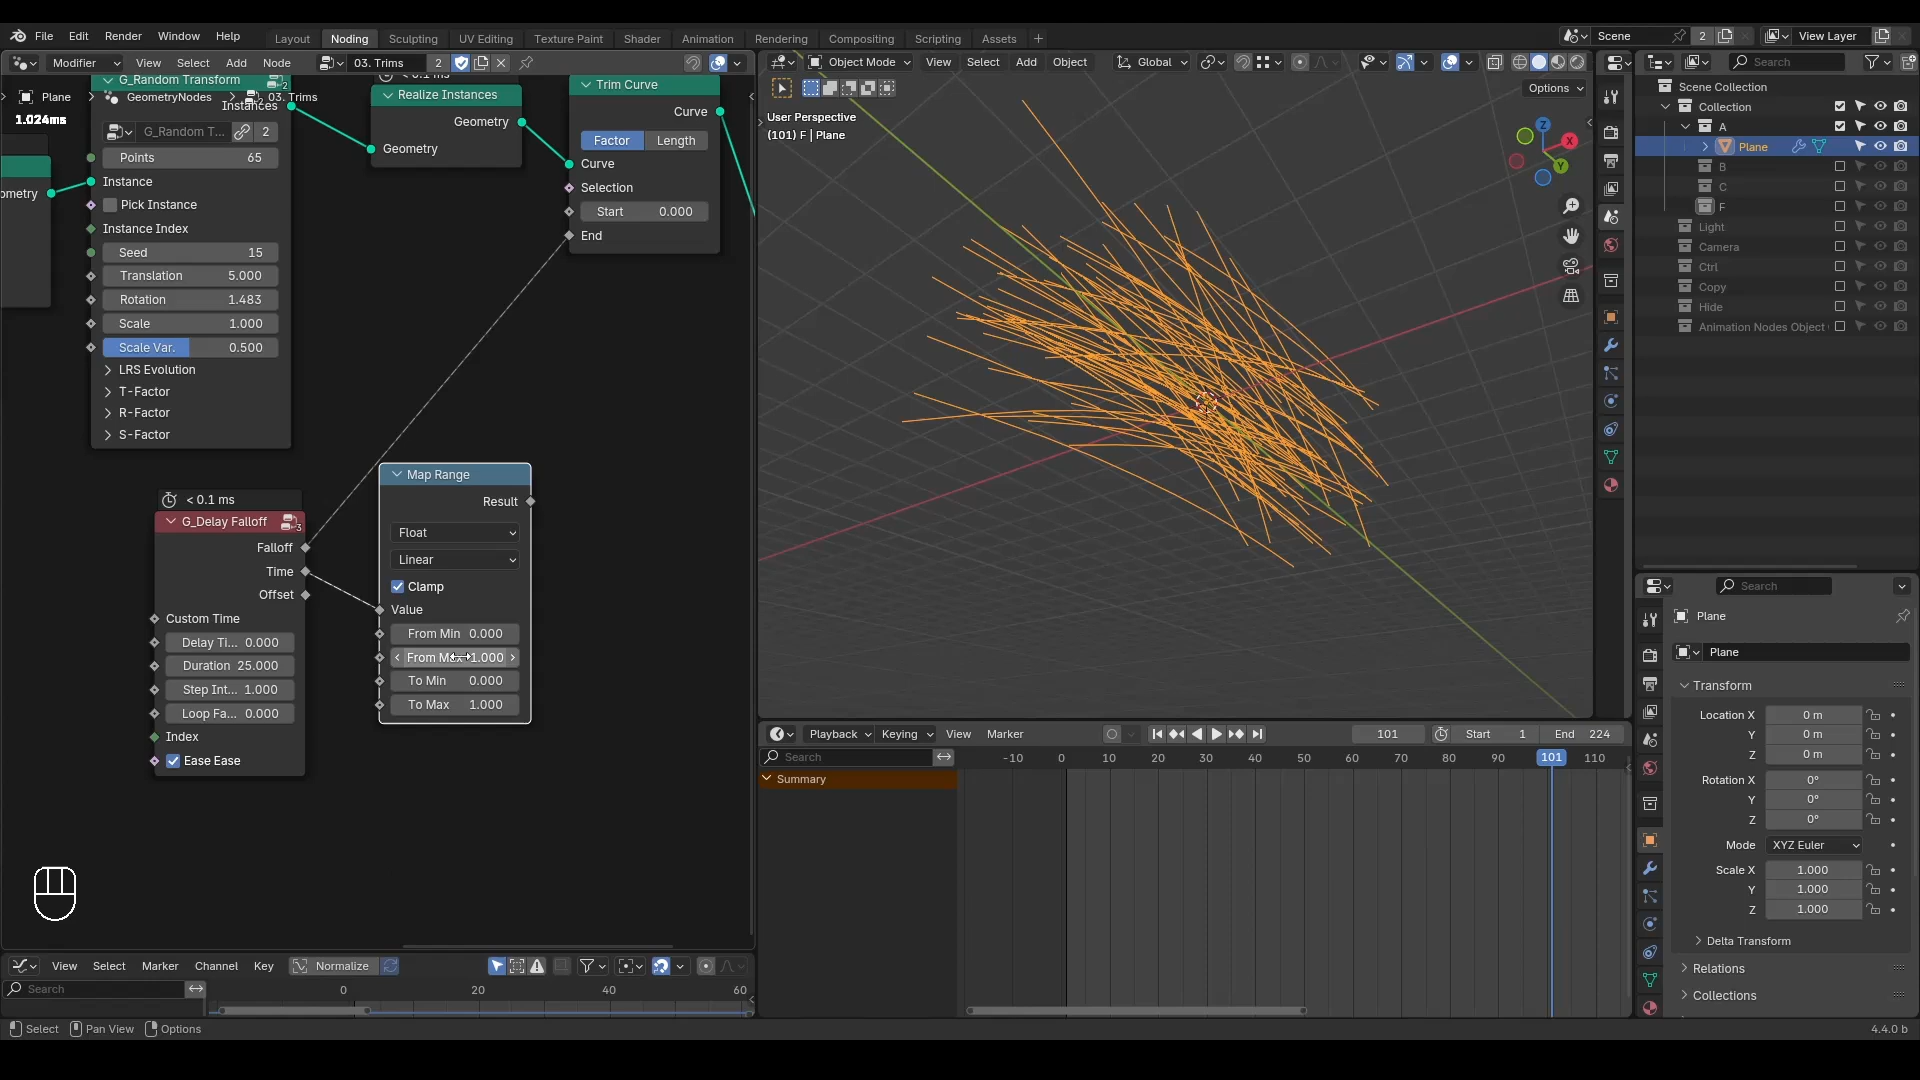 File Edit Render Window Help
Layout Noding Sculpting UV Editing Texture Paint Shader Animation Rendering Compositing Scripting Assets +
Scene 2
View Layer
Modifier View Select Add Node 03. Trims 2
Object Mode View Select Add Object Global
Options
Search
Plane GeometryNodes 03. Trims
1.024ms
G_Random Transform
Instances
G_Random T... 2
Points 65
Instance
Pick Instance
Instance Index
Seed 15
Translation 5.000
Rotation 1.483
Scale 1.000
Scale Var. 0.500
LRS Evolution
T-Factor
R-Factor
S-Factor
ometry
Realize Instances
Geometry
Geometry
Trim Curve
Curve
Factor Length
Curve
Selection
Start 0.000
End
< 0.1 ms
G_Delay Falloff
3
Falloff
Time
Offset
Custom Time
Delay Ti... 0.000
Duration 25.000
Step Int... 1.000
Loop Fa... 0.000
Index
Ease Ease
Map Range
Result
Float
Linear
Clamp
Value
From Min 0.000
1.000
To Min 0.000
To Max 1.000
User Perspective
(101) F | Plane
Z
X
Y
Scene Collection
Collection
A
Plane
B
C
F
Light
Camera
Ctrl
Copy
Hide
Animation Nodes Object
Search
Plane
Plane
Transform
Location X 0 m
Y 0 m
Z 0 m
Rotation X 0°
Y 0°
Z 0°
Mode XYZ Euler
Scale X 1.000
Y 1.000
Z 1.000
Delta Transform
Relations
Collections
Playback Keying View Marker 101 Start 1 End 224
Search
-10 0 10 20 30 40 50 60 70 80 90 101 110
Summary
View Select Marker Channel Key Normalize
Search
0 20 40 60
Select Pan View Options
4.4.0 b